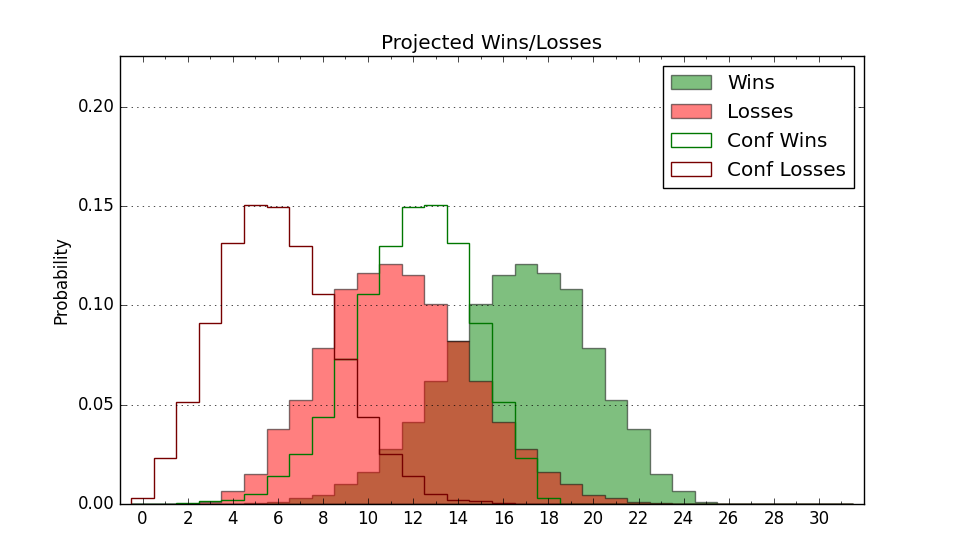 Projected Wins/Losses
Wins
Losses
Conf Wins
Conf Losses
Probability
0.20
0.15
0.10
0.05
0.00
0 2 4 6 8 10 12 14 16 18 20 22 24 26 28 30